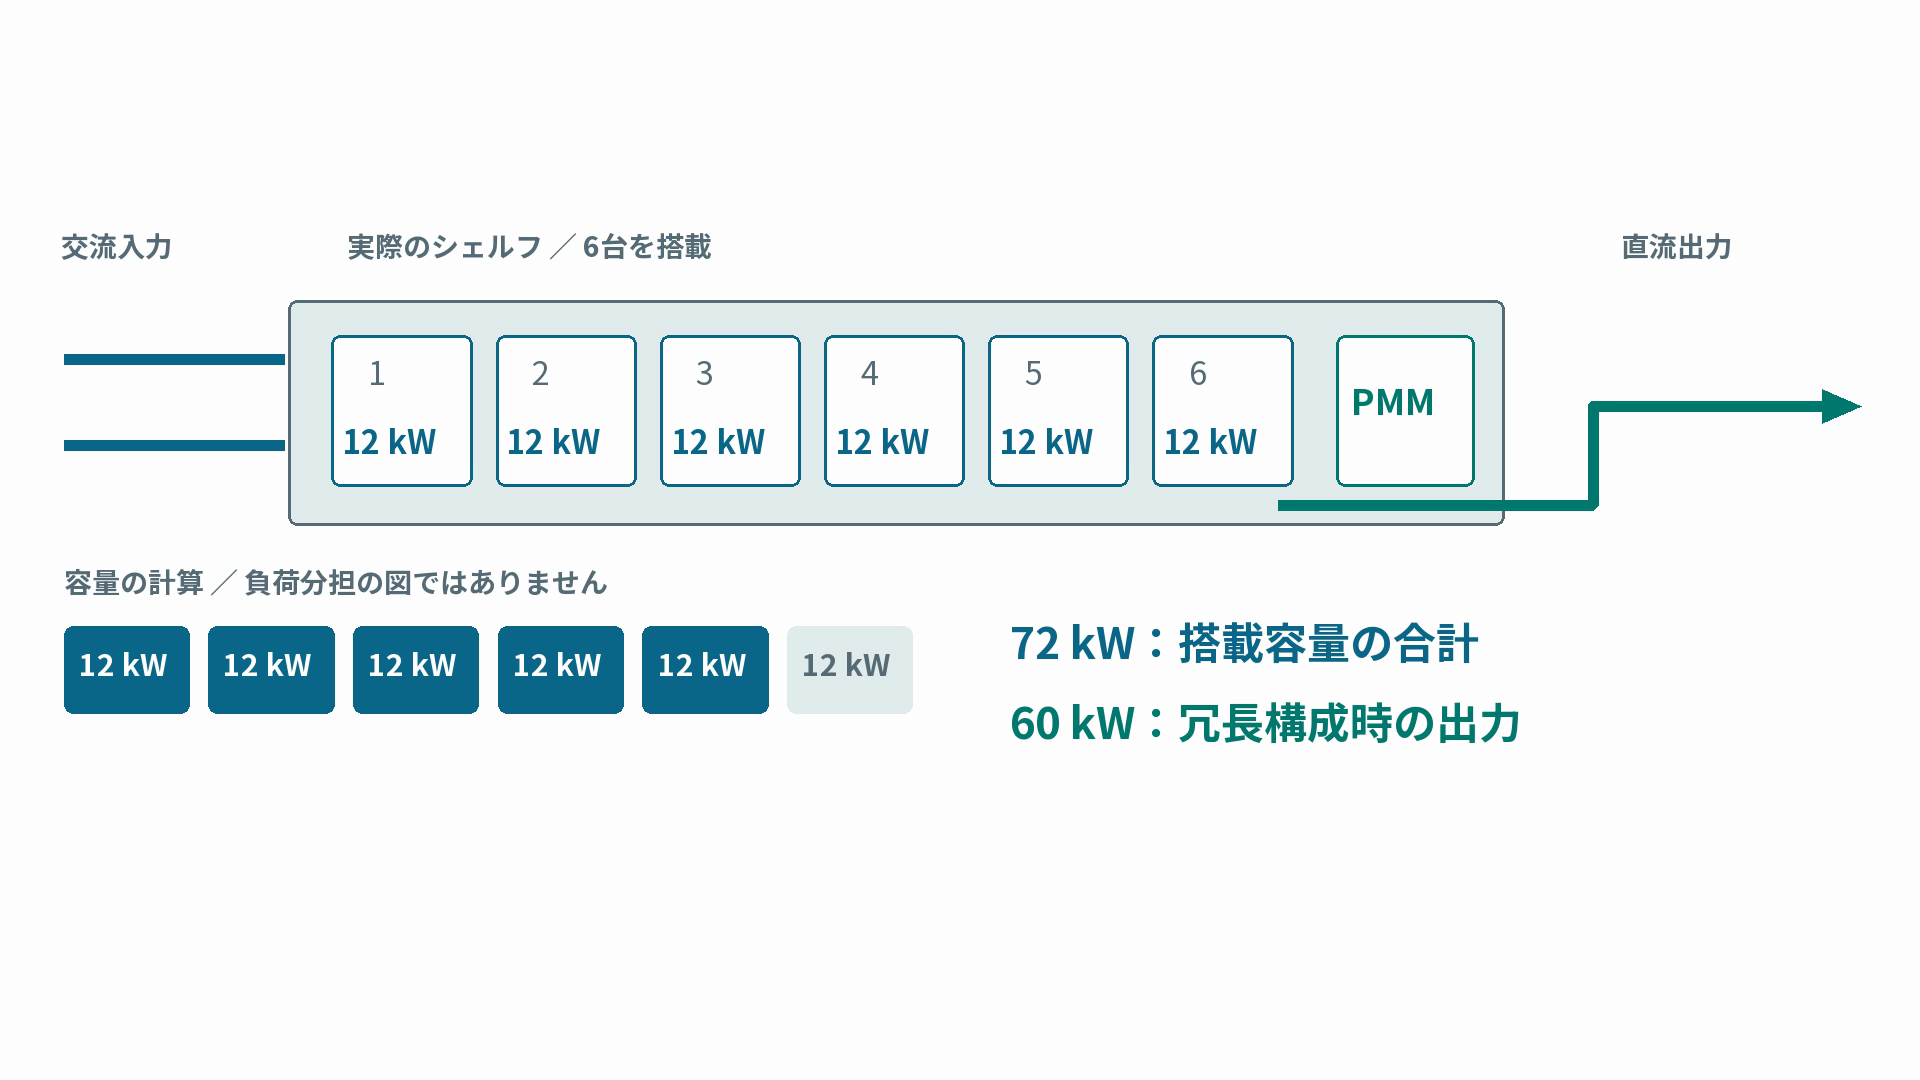 交流入力
実際のシェルフ ／ 6台を搭載
直流出力
1 2 3 4 5 6
12 kW 12 kW 12 kW 12 kW 12 kW 12 kW
PMM
容量の計算 ／ 負荷分担の図ではありません
12 kW 12 kW 12 kW 12 kW 12 kW 12 kW
72 kW：搭載容量の合計
60 kW：冗長構成時の出力